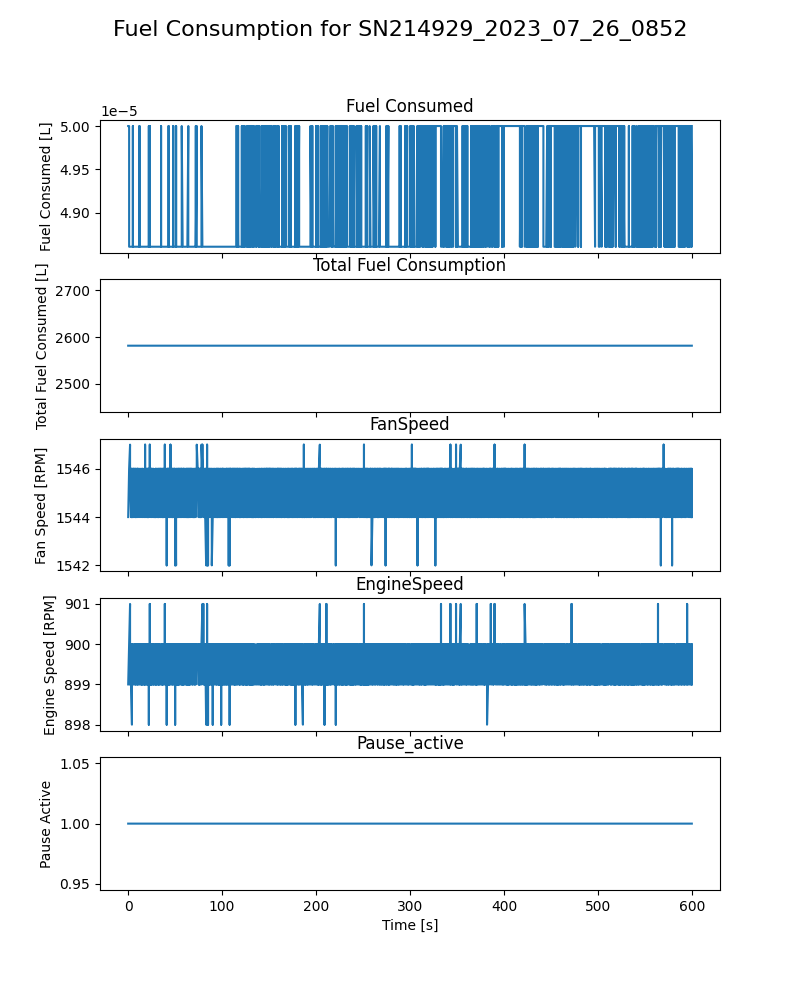 Fuel Consumption for SN214929_2023_07_26_0852
1e−5
Fuel Consumed
5.00
4.95
4.90
Fuel Consumed [L]
Total Fuel Consumption
2700
2600
2500
Total Fuel Consumed [L]
FanSpeed
1546
1544
1542
Fan Speed [RPM]
EngineSpeed
901
900
899
898
Engine Speed [RPM]
Pause_active
1.05
1.00
0.95
Pause Active
0 100 200 300 400 500 600
Time [s]